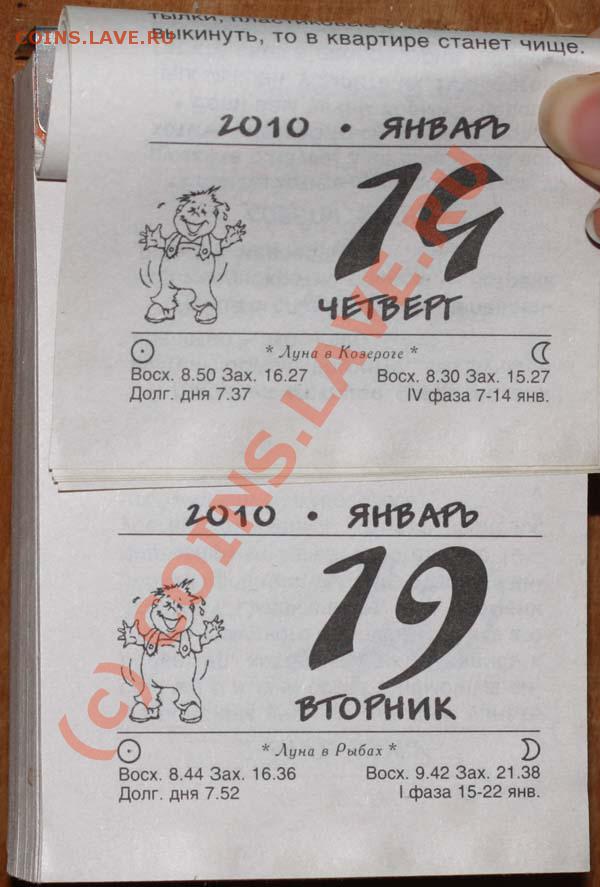 COINS.LAVE.RU
тылки, пластиковые
выкинуть, то в квартире станет чище.
2010 • ЯНВАРЬ
14
ЧЕТВЕРГ
* Луна в Козероге *
Восх. 8.50 Зах. 16.27 Восх. 8.30 Зах. 15.27
Долг. дня 7.37 IV фаза 7-14 янв.
2010 • ЯНВАРЬ
19
ВТОРНИК
* Луна в Рыбах *
Восх. 8.44 Зах. 16.36 Восх. 9.42 Зах. 21.38
Долг. дня 7.52 I фаза 15-22 янв.
(c) COINS.LAVE.RU